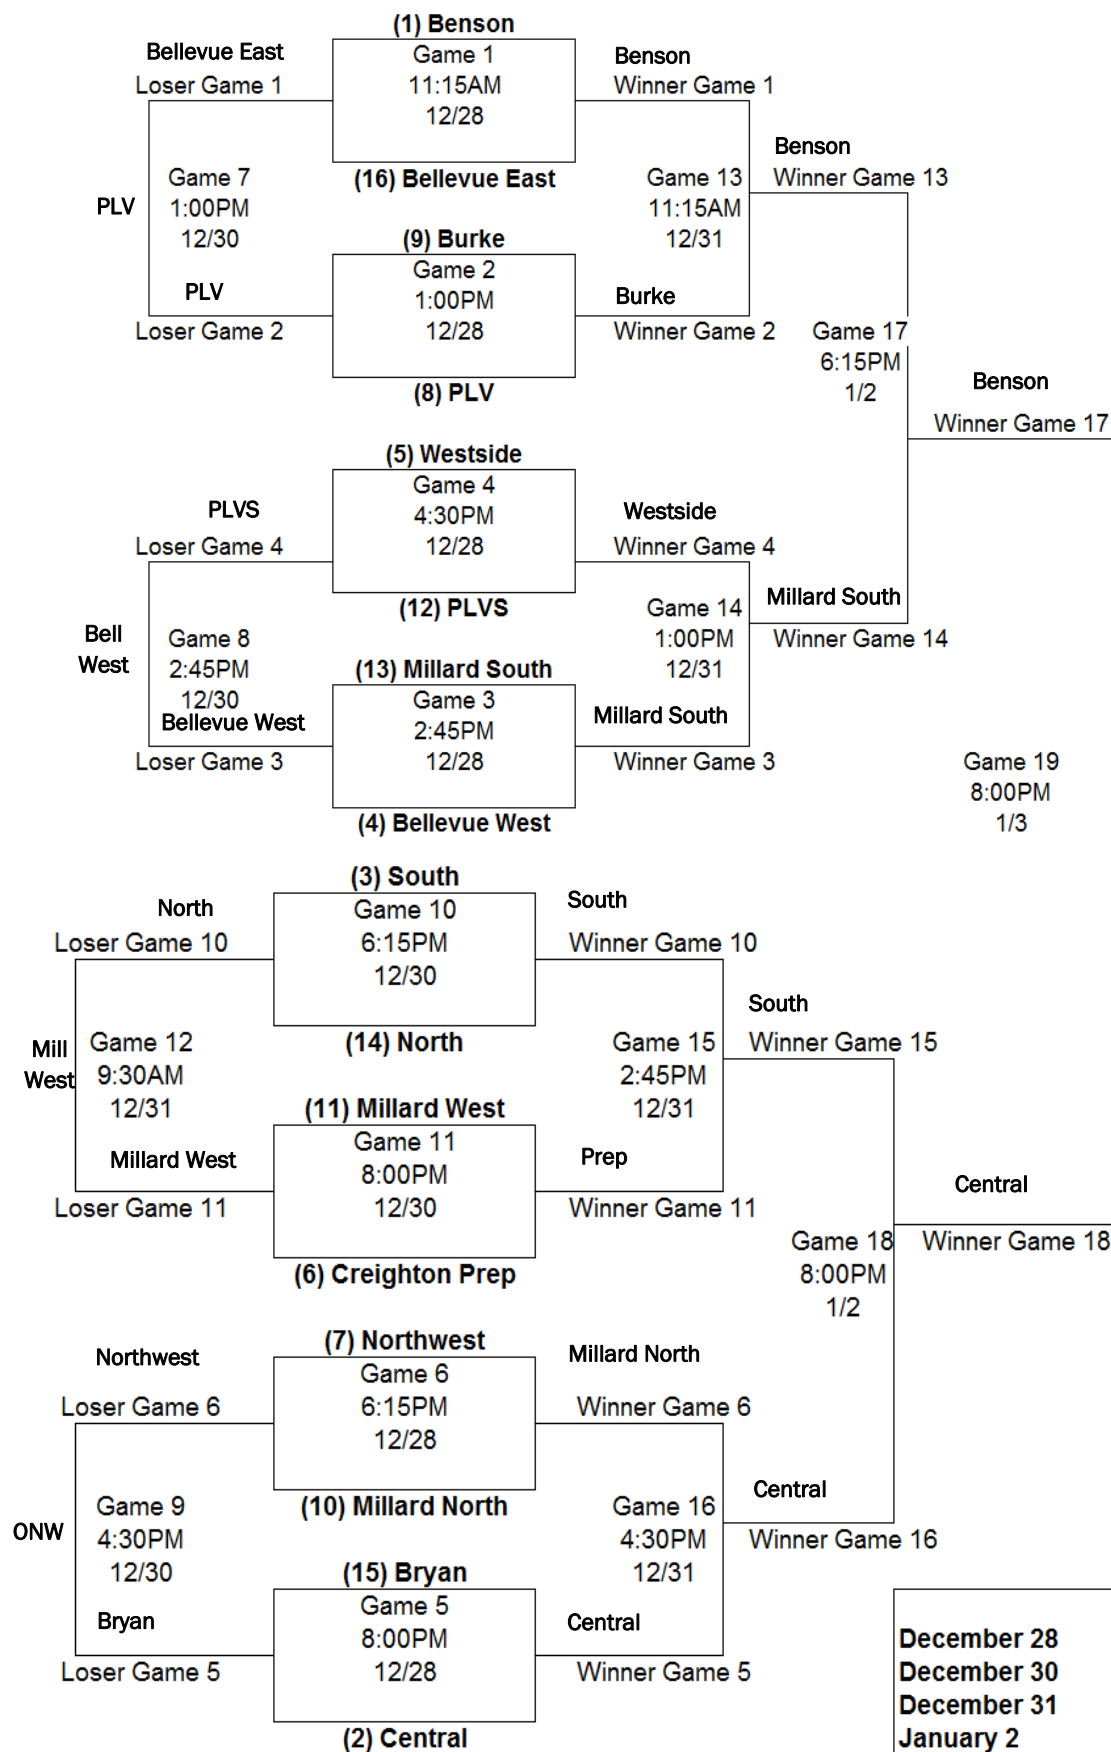 (1) Benson
Bellevue East
Game 1
Benson
Loser Game 1
11:15AM
Winner Game 1
12/28
Benson
(16) Bellevue East
Game 7
Game 13
Winner Game 13
PLV
1:00PM
11:15AM
12/30
12/31
(9) Burke
Game 2
PLV
1:00PM
Burke
Loser Game 2
12/28
Winner Game 2
Game 17
6:15PM
1/2
(8) PLV
Benson
Winner Game 17
(5) Westside
Game 4
PLVS
4:30PM
Westside
Loser Game 4
12/28
Winner Game 4
(12) PLVS
Game 14
Millard South
Bell
West
Game 8
1:00PM
Winner Game 14
2:45PM
12/31
12/30
(13) Millard South
Game 3
Bellevue West
2:45PM
Millard South
Loser Game 3
12/28
Winner Game 3
Game 19
8:00PM
1/3
(4) Bellevue West
(3) South
North
Game 10
South
Loser Game 10
6:15PM
Winner Game 10
12/30
South
Mill
West
Game 12
(14) North
Game 15
Winner Game 15
9:30AM
2:45PM
12/31
12/31
(11) Millard West
Game 11
Millard West
8:00PM
Prep
Loser Game 11
12/30
Winner Game 11
Central
Game 18
Winner Game 18
8:00PM
1/2
(6) Creighton Prep
(7) Northwest
Northwest
Game 6
Millard North
Loser Game 6
6:15PM
Winner Game 6
12/28
Central
Game 9
(10) Millard North
Game 16
ONW
4:30PM
4:30PM
Winner Game 16
12/30
12/31
(15) Bryan
Bryan
Game 5
Central
8:00PM
Loser Game 5
12/28
Winner Game 5
(2) Central
December 28
December 30
December 31
January 2